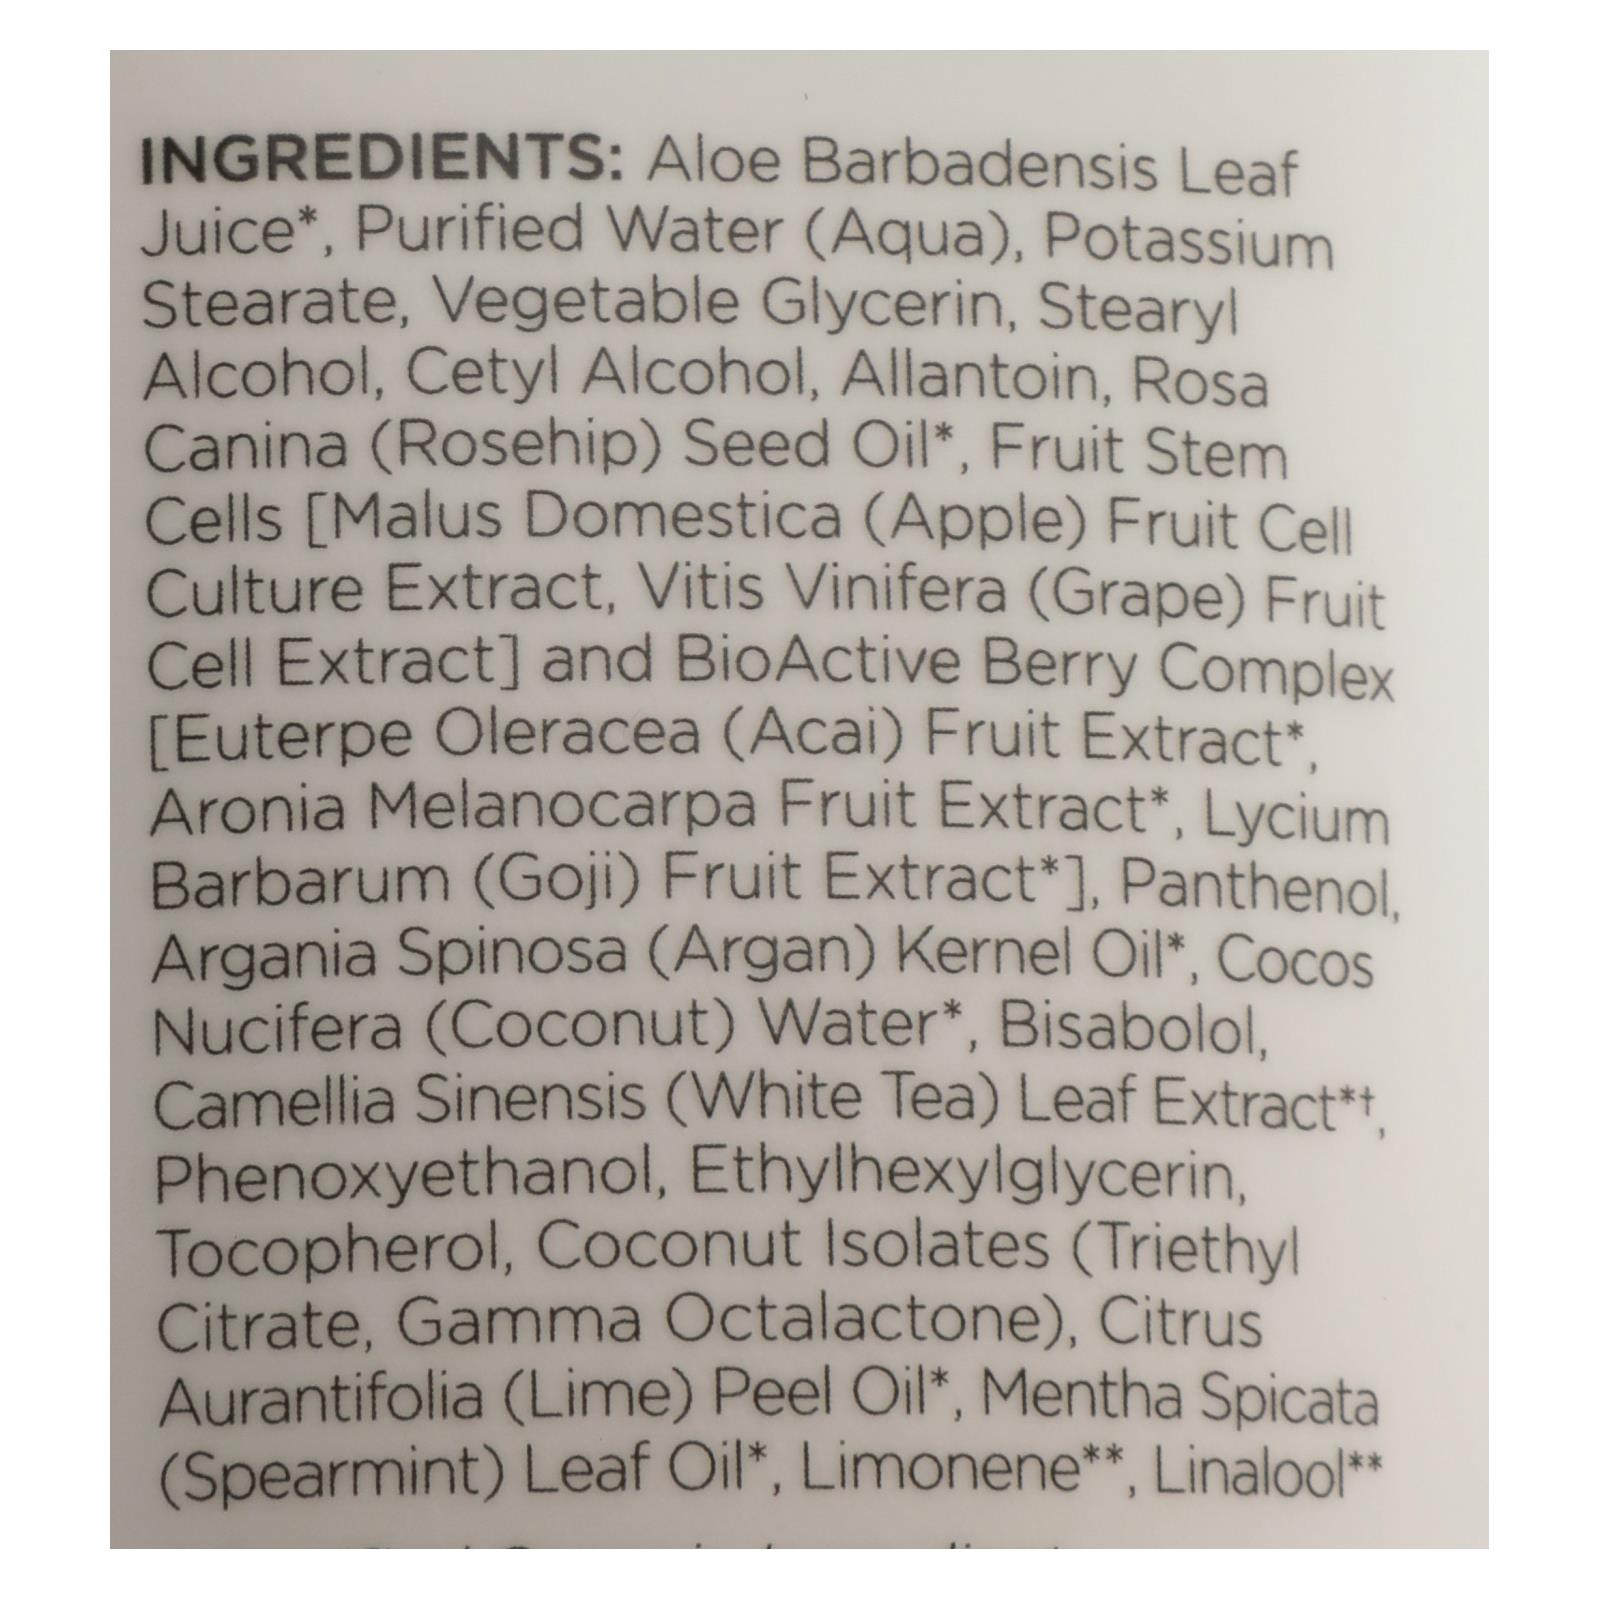 INGREDIENTS: Aloe Barbadensis Leaf
Juice*, Purified Water (Aqua), Potassium
Stearate, Vegetable Glycerin, Stearyl
Alcohol, Cetyl Alcohol, Allantoin, Rosa
Canina (Rosehip) Seed Oil*, Fruit Stem
Cells [Malus Domestica (Apple) Fruit Cell
Culture Extract, Vitis Vinifera (Grape) Fruit
Cell Extract] and BioActive Berry Complex
[Euterpe Oleracea (Acai) Fruit Extract*,
Aronia Melanocarpa Fruit Extract*, Lycium
Barbarum (Goji) Fruit Extract*], Panthenol,
Argania Spinosa (Argan) Kernel Oil*, Cocos
Nucifera (Coconut) Water*, Bisabolol,
Camellia Sinensis (White Tea) Leaf Extract*†,
Phenoxyethanol, Ethylhexylglycerin,
Tocopherol, Coconut Isolates (Triethyl
Citrate, Gamma Octalactone), Citrus
Aurantifolia (Lime) Peel Oil*, Mentha Spicata
(Spearmint) Leaf Oil*, Limonene**, Linalool**